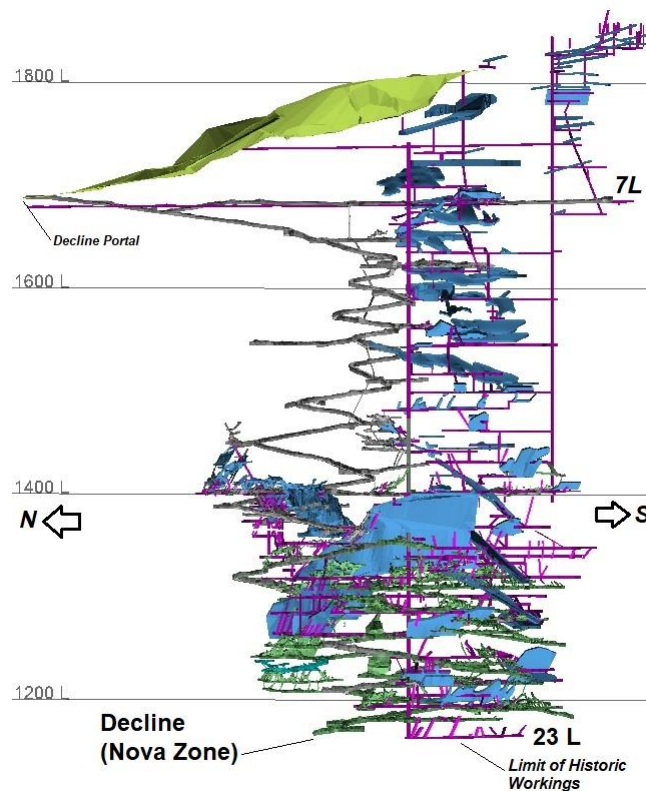 1800 L
7L
Decline Portal
1600 L
1400 L
N
S
1200 L
Decline
(Nova Zone)
23 L
Limit of Historic
Workings